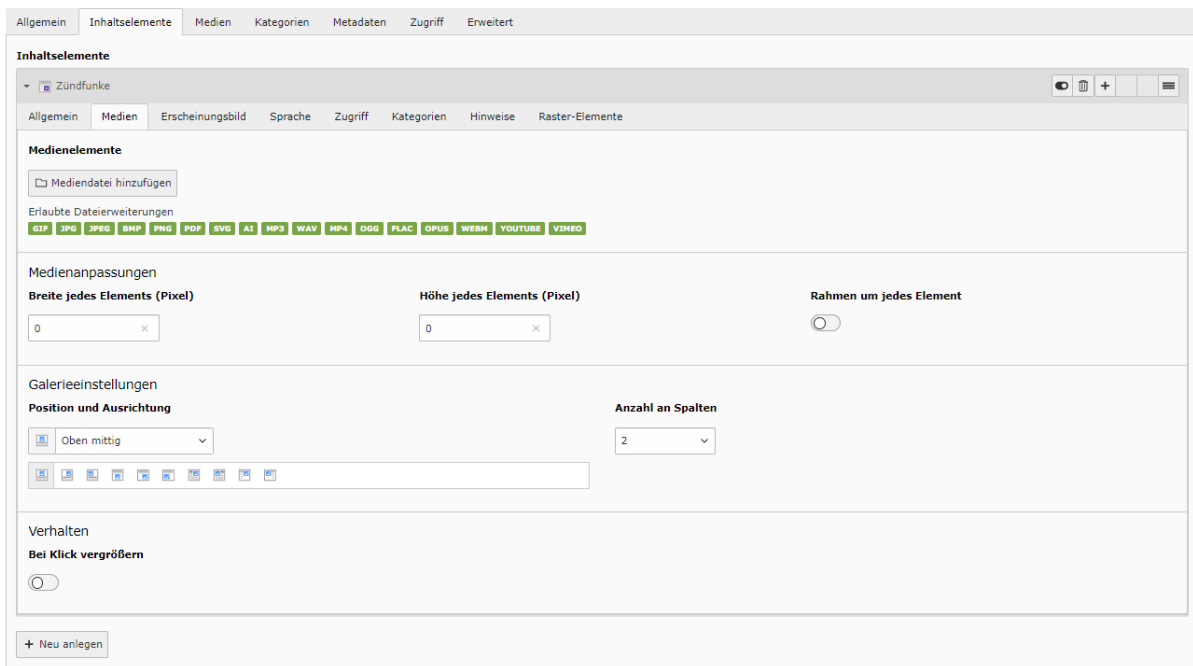 Allgemein Inhaltselemente Medien Kategorien Metadaten Zugriff Erweitert
Inhaltselemente
Zündfunke
Allgemein Medien Erscheinungsbild Sprache Zugriff Kategorien Hinweise Raster-Elemente
Medienelemente
Mediendatei hinzufügen
Erlaubte Dateierweiterungen
GIF JPG JPEG BMP PNG PDF SVG AI MP3 WAV MP4 OGG FLAC OPUS WEBM YOUTUBE VIMEO
Medienanpassungen
Breite jedes Elements (Pixel) Höhe jedes Elements (Pixel) Rahmen um jedes Element
0 0
Galerieeinstellungen
Position und Ausrichtung Anzahl an Spalten
Oben mittig 2
Verhalten
Bei Klick vergrößern
+ Neu anlegen